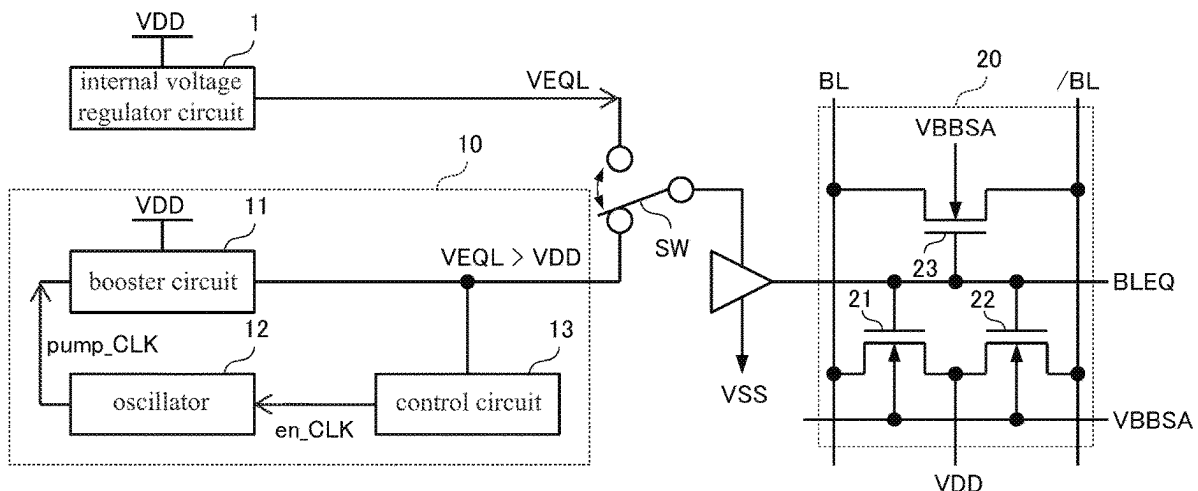 VDD
1
internal voltage
regulator circuit
VEQL
10
VDD
11
booster circuit
VEQL > VDD
SW
pump_CLK
12
oscillator
en_CLK
13
control circuit
VSS
20
BL
/BL
VBBSA
23
BLEQ
21
22
VBBSA
VDD